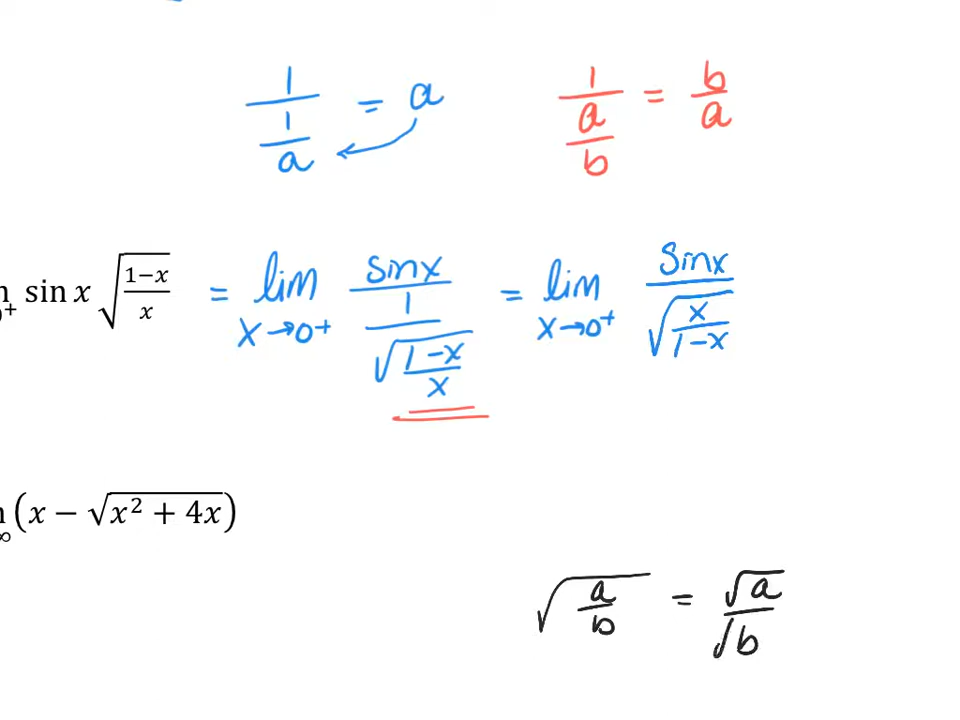 1/(1/a) = a    1/(a/b) = b/a
sin x √((1−x)/x) = lim x→0⁺ sinx/(1/√((1−x)/x)) = lim x→0⁺ Sinx/√(x/(1−x))
(x − √(x² + 4x))
√(a/b) = √a/√b